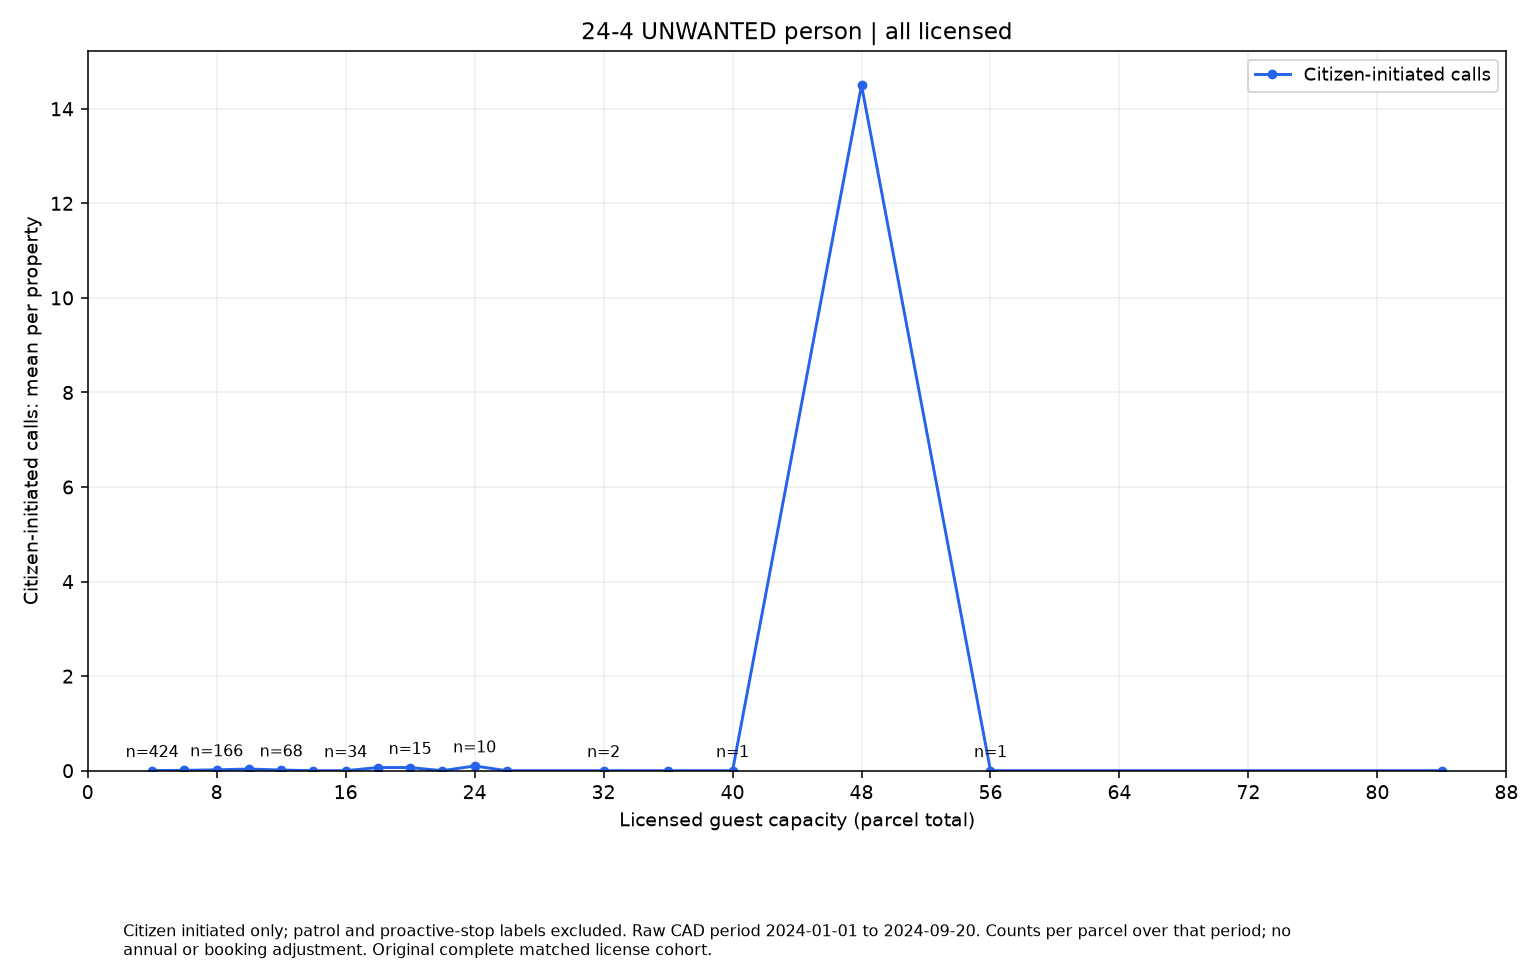 24-4 UNWANTED person | all licensed
Citizen-initiated calls
Citizen-initiated calls: mean per property
14
12
10
8
6
4
2
0
n=424
n=166
n=68
n=34
n=15
n=10
n=2
n=1
n=1
0 8 16 24 32 40 48 56 64 72 80 88
Licensed guest capacity (parcel total)
Citizen initiated only; patrol and proactive-stop labels excluded. Raw CAD period 2024-01-01 to 2024-09-20. Counts per parcel over that period; no
annual or booking adjustment. Original complete matched license cohort.